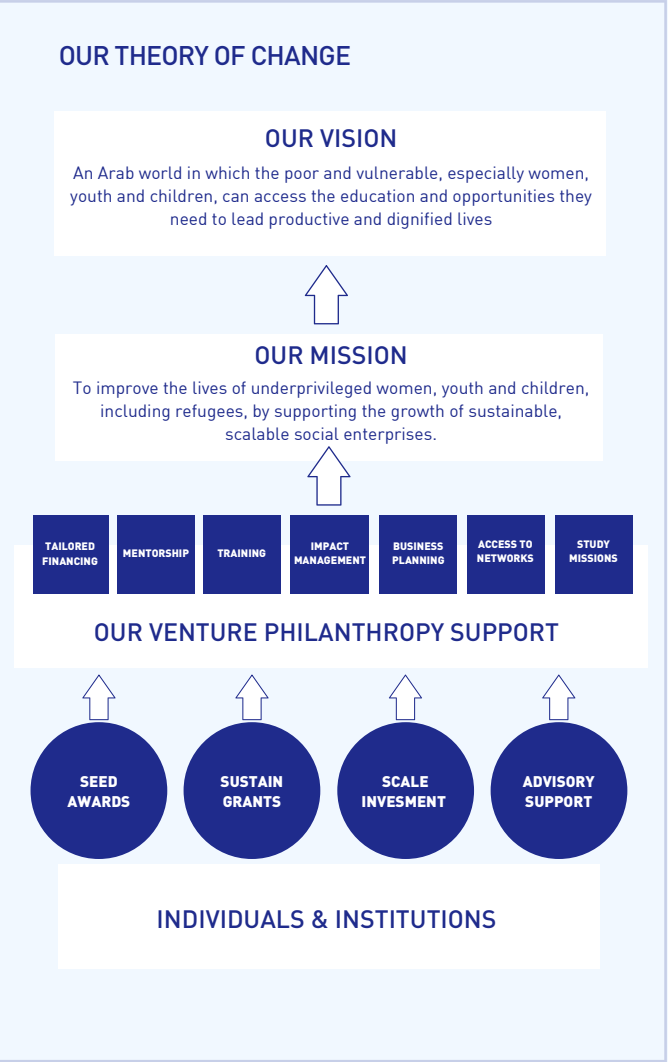 OUR THEORY OF CHANGE
OUR VISION
An Arab world in which the poor and vulnerable, especially women,
youth and children, can access the education and opportunities they
need to lead productive and dignified lives
OUR MISSION
To improve the lives of underprivileged women, youth and children,
including refugees, by supporting the growth of sustainable,
scalable social enterprises.
TAILORED
FINANCING
MENTORSHIP
TRAINING
IMPACT
MANAGEMENT
BUSINESS
PLANNING
ACCESS TO
NETWORKS
STUDY
MISSIONS
OUR VENTURE PHILANTHROPY SUPPORT
SEED
AWARDS
SUSTAIN
GRANTS
SCALE
INVESMENT
ADVISORY
SUPPORT
INDIVIDUALS & INSTITUTIONS